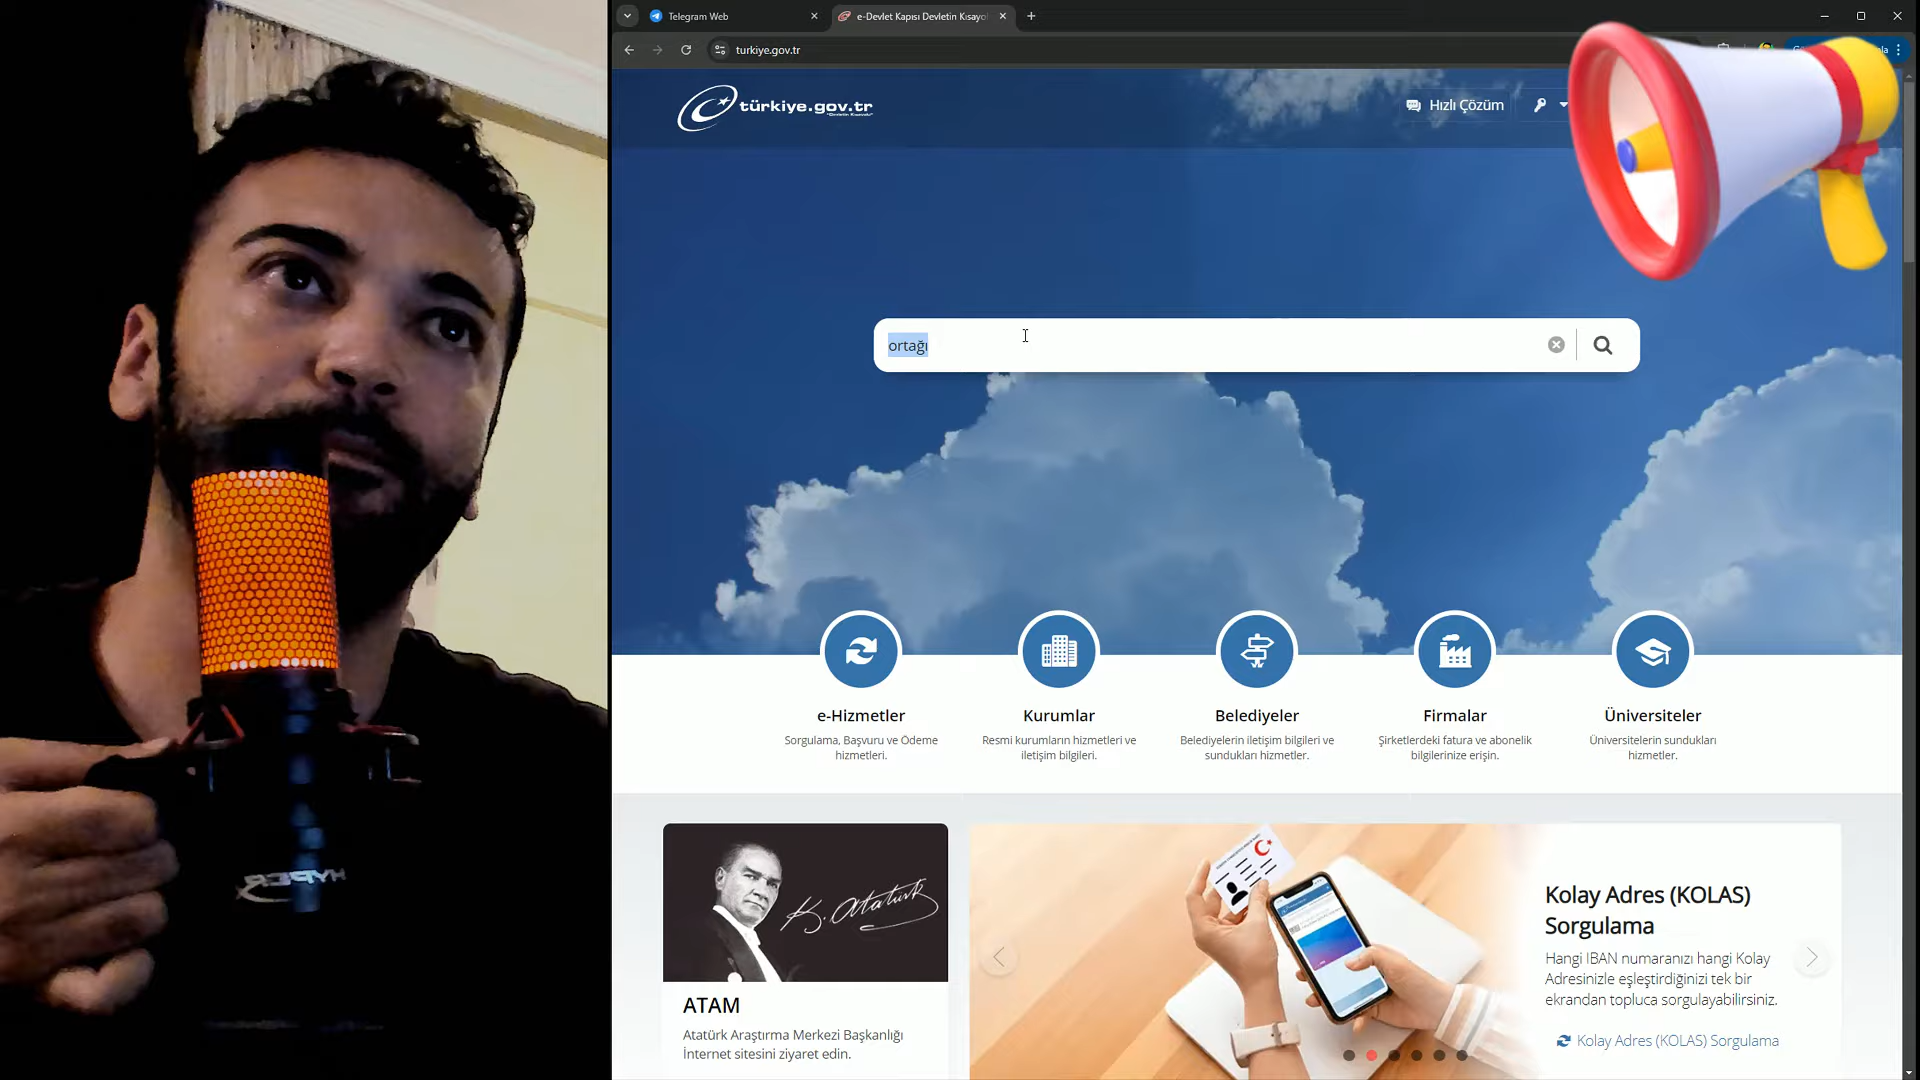 Telegram Web
e-Devlet Kapısı Devletin Kısayo
turkiye.gov.tr
türkiye.gov.tr
"Devletin Kısayolu"
Hızlı Çözüm
ortağı
e-Hizmetler
Sorgulama, Başvuru ve Ödeme
hizmetleri.
Kurumlar
Resmi kurumların hizmetleri ve
iletişim bilgileri.
Belediyeler
Belediyelerin iletişim bilgileri ve
sundukları hizmetler.
Firmalar
Şirketlerdeki fatura ve abonelik
bilgilerinize erişin.
Üniversiteler
Üniversitelerin sundukları
hizmetler.
K. Atatürk
ATAM
Atatürk Araştırma Merkezi Başkanlığı
İnternet sitesini ziyaret edin.
Kolay Adres (KOLAS)
Sorgulama
Hangi IBAN numaranızı hangi Kolay
Adresinizle eşleştirdiğinizi tek bir
ekrandan topluca sorgulayabilirsiniz.
Kolay Adres (KOLAS) Sorgulama
HYPER